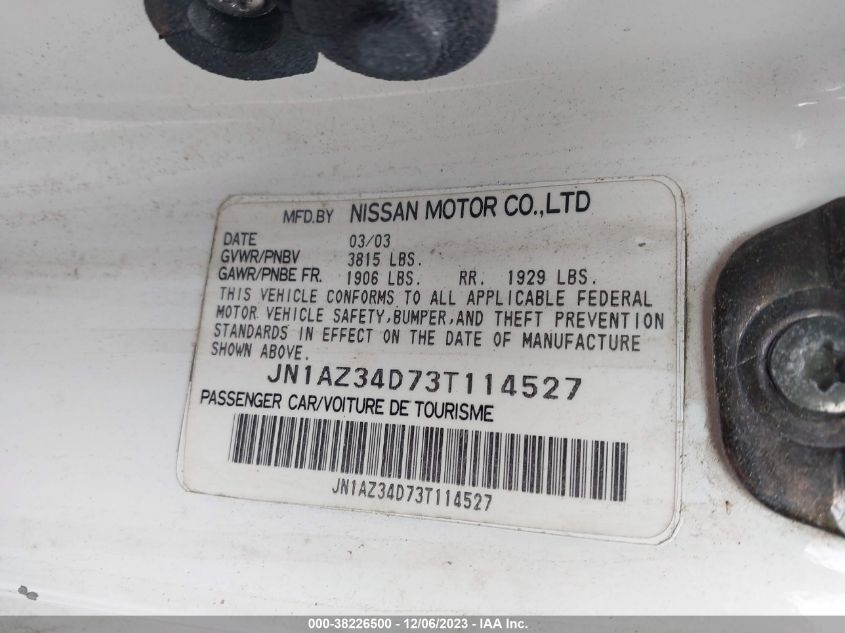 MFD.BY NISSAN MOTOR CO.,LTD
DATE 03/03
GVWR/PNBV 3815 LBS.
GAWR/PNBE FR. 1906 LBS. RR. 1929 LBS.
THIS VEHICLE CONFORMS TO ALL APPLICABLE FEDERAL
MOTOR VEHICLE SAFETY,BUMPER,AND THEFT PREVENTION
STANDARDS IN EFFECT ON THE DATE OF MANUFACTURE
SHOWN ABOVE.
JN1AZ34D73T114527
PASSENGER CAR/VOITURE DE TOURISME
JN1AZ34D73T114527
000-38226500 - 12/06/2023 - IAA Inc.